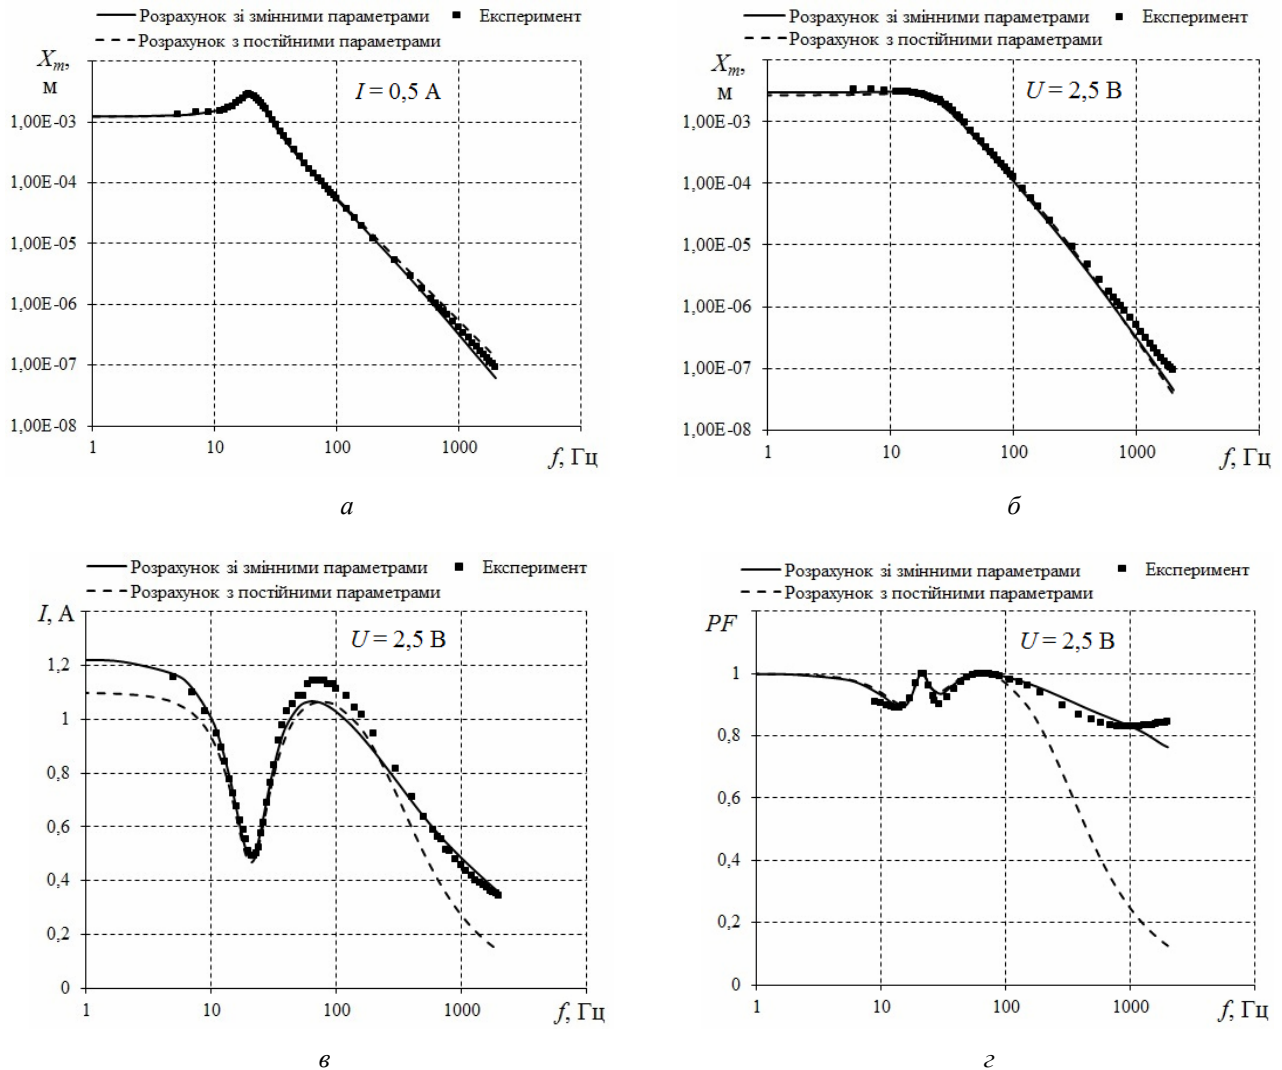 Розрахунок зі змінними параметрами Експеримент
Розрахунок з постійними параметрами
Xm,
м
I = 0,5 А
1,00E-03
1,00E-04
1,00E-05
1,00E-06
1,00E-07
1,00E-08
1 10 100 1000
f, Гц
а
Розрахунок зі змінними параметрами Експеримент
Розрахунок з постійними параметрами
Xm,
м
U = 2,5 В
1,00E-03
1,00E-04
1,00E-05
1,00E-06
1,00E-07
1,00E-08
1 10 100 1000
f, Гц
б
Розрахунок зі змінними параметрами Експеримент
Розрахунок з постійними параметрами
I, А
U = 2,5 В
1,2
1
0,8
0,6
0,4
0,2
0
1 10 100 1000
f, Гц
в
Розрахунок зі змінними параметрами Експеримент
Розрахунок з постійними параметрами
PF
U = 2,5 В
1
0,8
0,6
0,4
0,2
0
1 10 100 1000
f, Гц
г